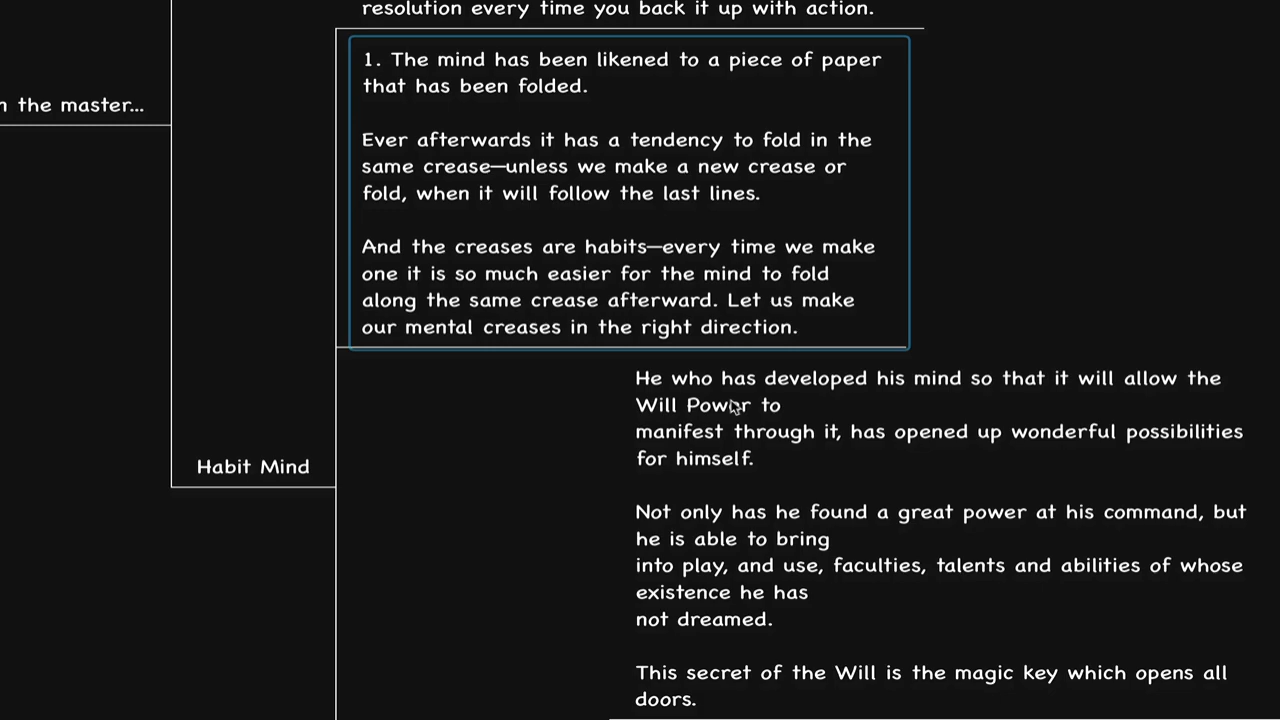 resolution every time you back it up with action.
1. The mind has been likened to a piece of paper
that has been folded.
the master...
Ever afterwards it has a tendency to fold in the
same crease—unless we make a new crease or
fold, when it will follow the last lines.
And the creases are habits—every time we make
one it is so much easier for the mind to fold
along the same crease afterward. Let us make
our mental creases in the right direction.
He who has developed his mind so that it will allow the
Will Power to
manifest through it, has opened up wonderful possibilities
for himself.
Habit Mind
Not only has he found a great power at his command, but
he is able to bring
into play, and use, faculties, talents and abilities of whose
existence he has
not dreamed.
This secret of the Will is the magic key which opens all
doors.